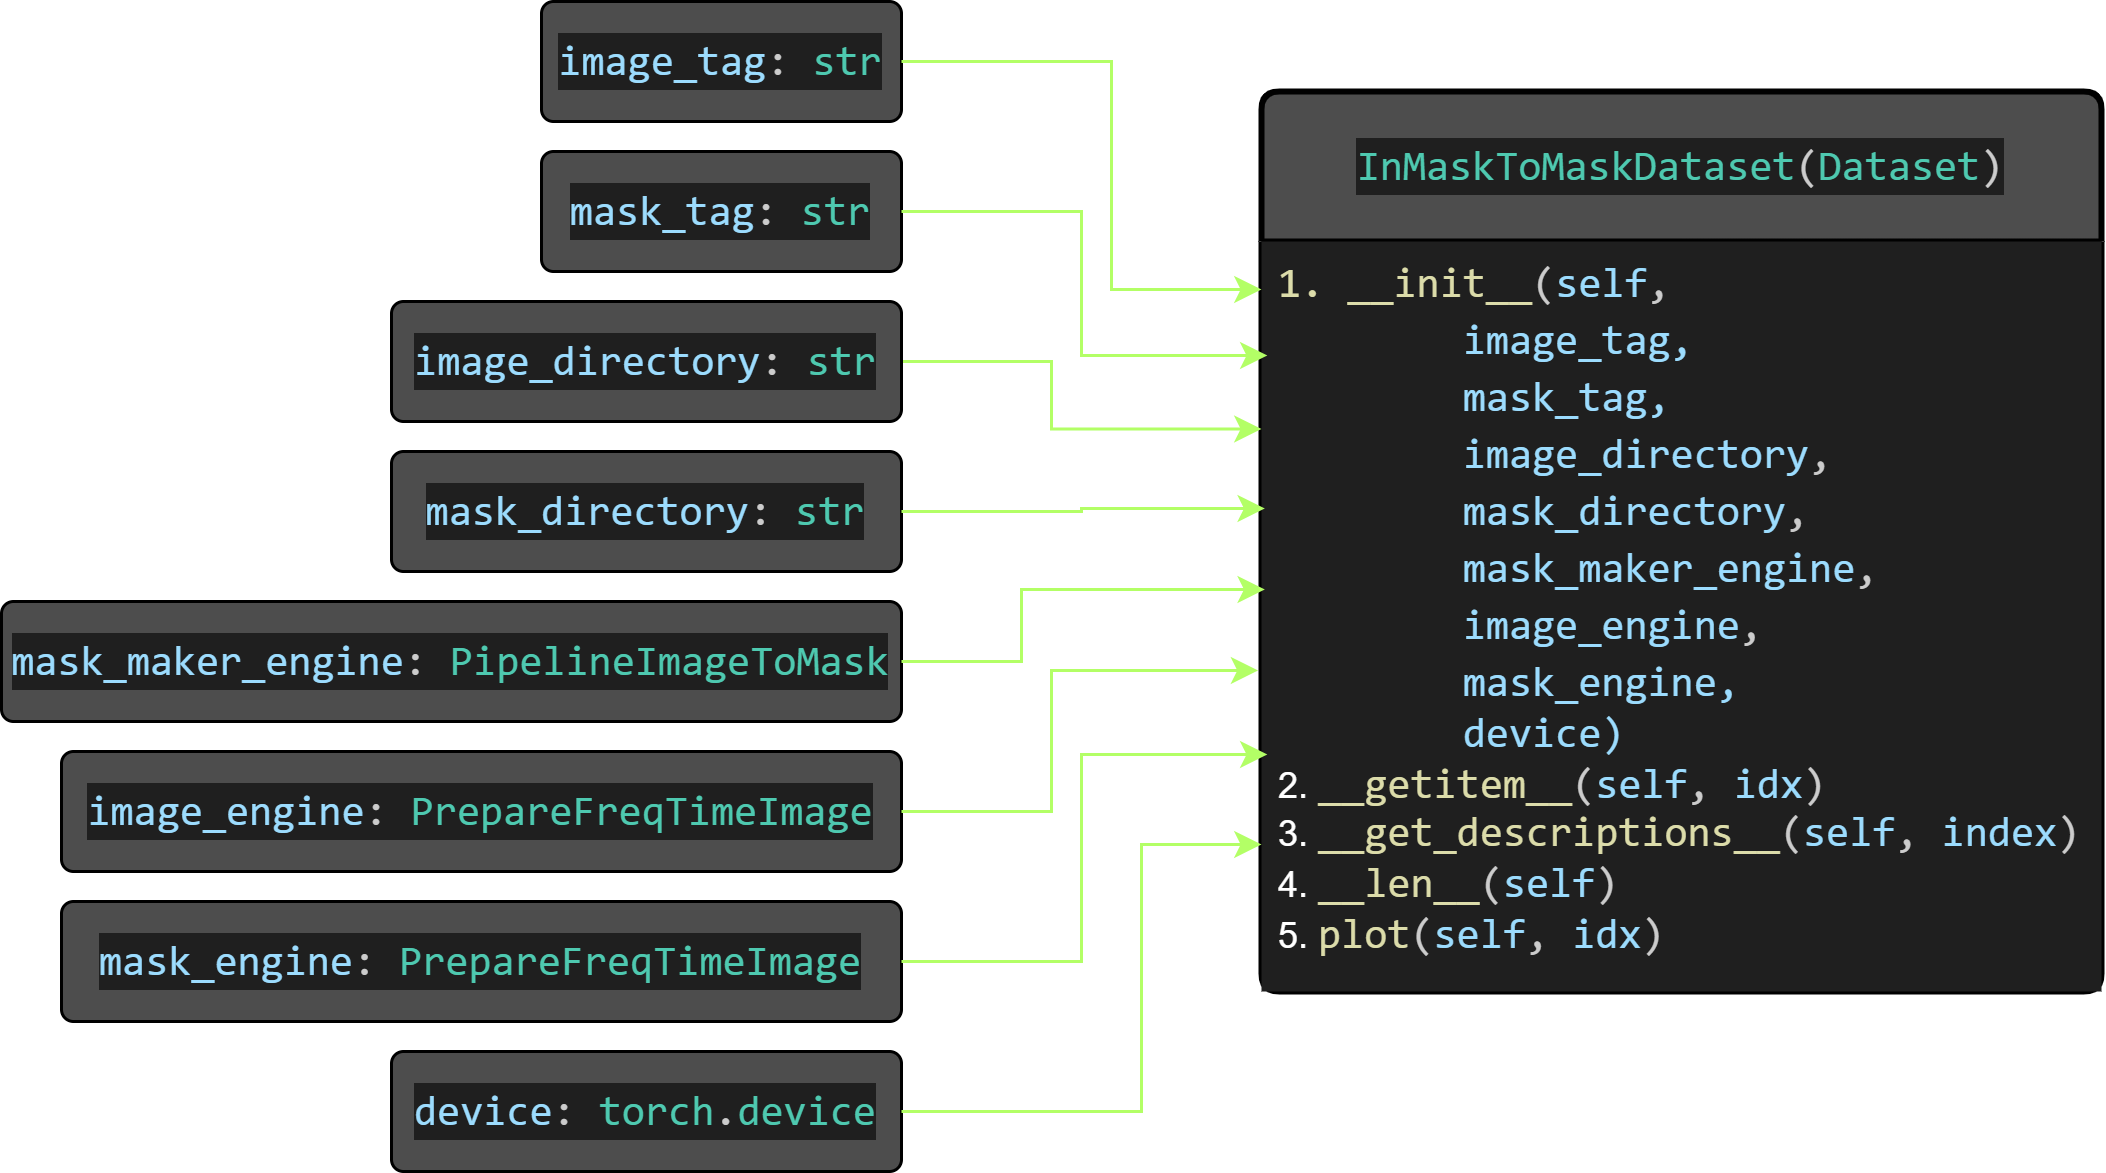 image_tag: str
mask_tag: str
image_directory: str
mask_directory: str
mask_maker_engine: PipelineImageToMask
image_engine: PrepareFreqTimeImage
mask_engine: PrepareFreqTimeImage
device: torch.device
InMaskToMaskDataset(Dataset)
1. __init__(self,
image_tag,
mask_tag,
image_directory,
mask_directory,
mask_maker_engine,
image_engine,
mask_engine,
device)
2. __getitem__(self, idx)
3. __get_descriptions__(self, index)
4. __len__(self)
5. plot(self, idx)